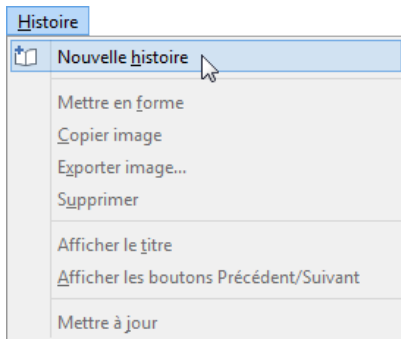 Histoire
Nouvelle histoire
Mettre en forme
Copier image
Exporter image...
Supprimer
Afficher le titre
Afficher les boutons Précédent/Suivant
Mettre à jour